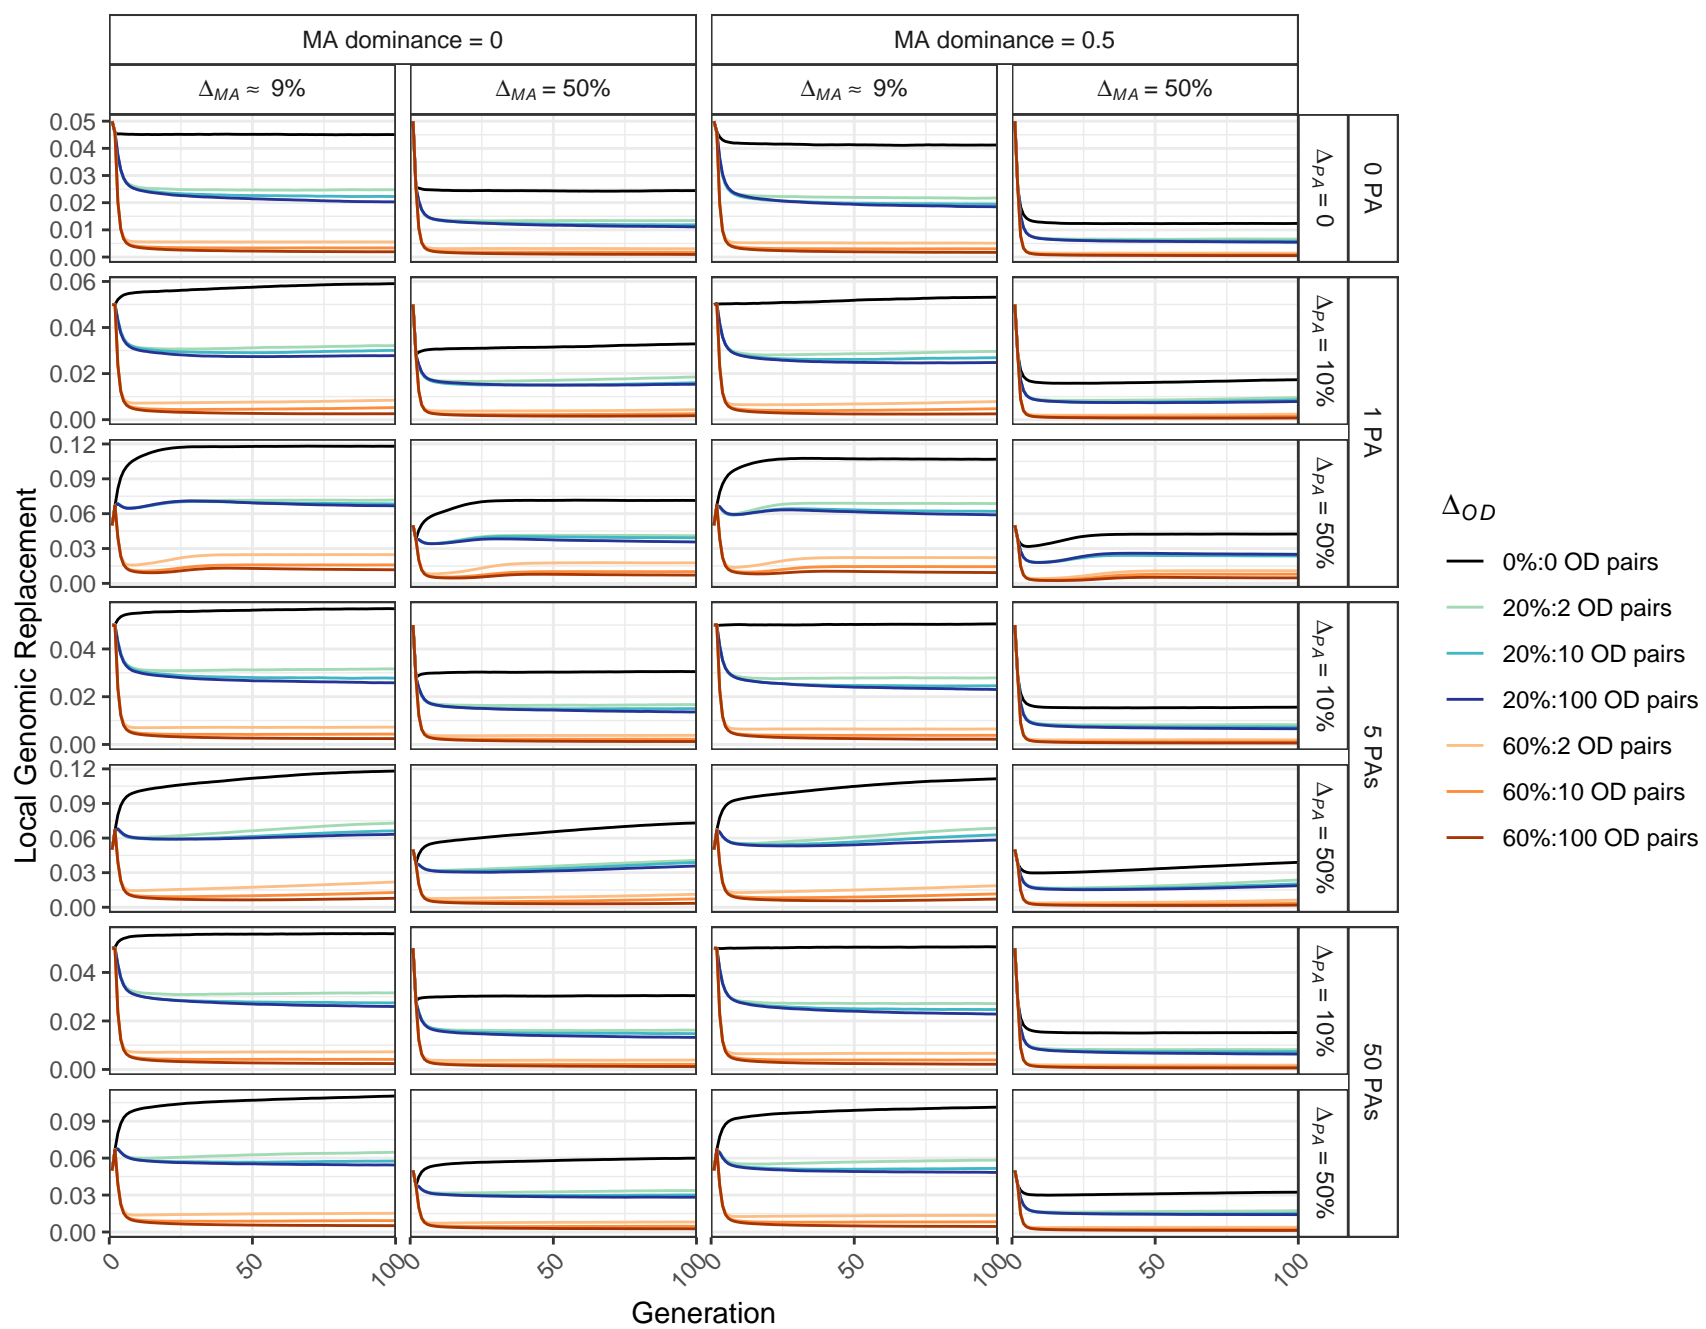 MA dominance = 0
MA dominance = 0.5
Δ_MA ≈ 9%
Δ_MA = 50%
Δ_MA ≈ 9%
Δ_MA = 50%
0.05
0.04
0.03
0.02
0.01
0.00
Δ_PA = 0
0 PA
0.06
0.04
0.02
0.00
Δ_PA = 10%
1 PA
0.12
0.09
0.06
0.03
0.00
Δ_PA = 50%
0.04
0.02
0.00
Δ_PA = 10%
5 PAs
0.12
0.09
0.06
0.03
0.00
Δ_PA = 50%
0.04
0.02
0.00
Δ_PA = 10%
50 PAs
0.09
0.06
0.03
0.00
Δ_PA = 50%
0 50 100
0 50 100
0 50 100
0 50 100
Generation
Local Genomic Replacement
Δ_OD
0%:0 OD pairs
20%:2 OD pairs
20%:10 OD pairs
20%:100 OD pairs
60%:2 OD pairs
60%:10 OD pairs
60%:100 OD pairs